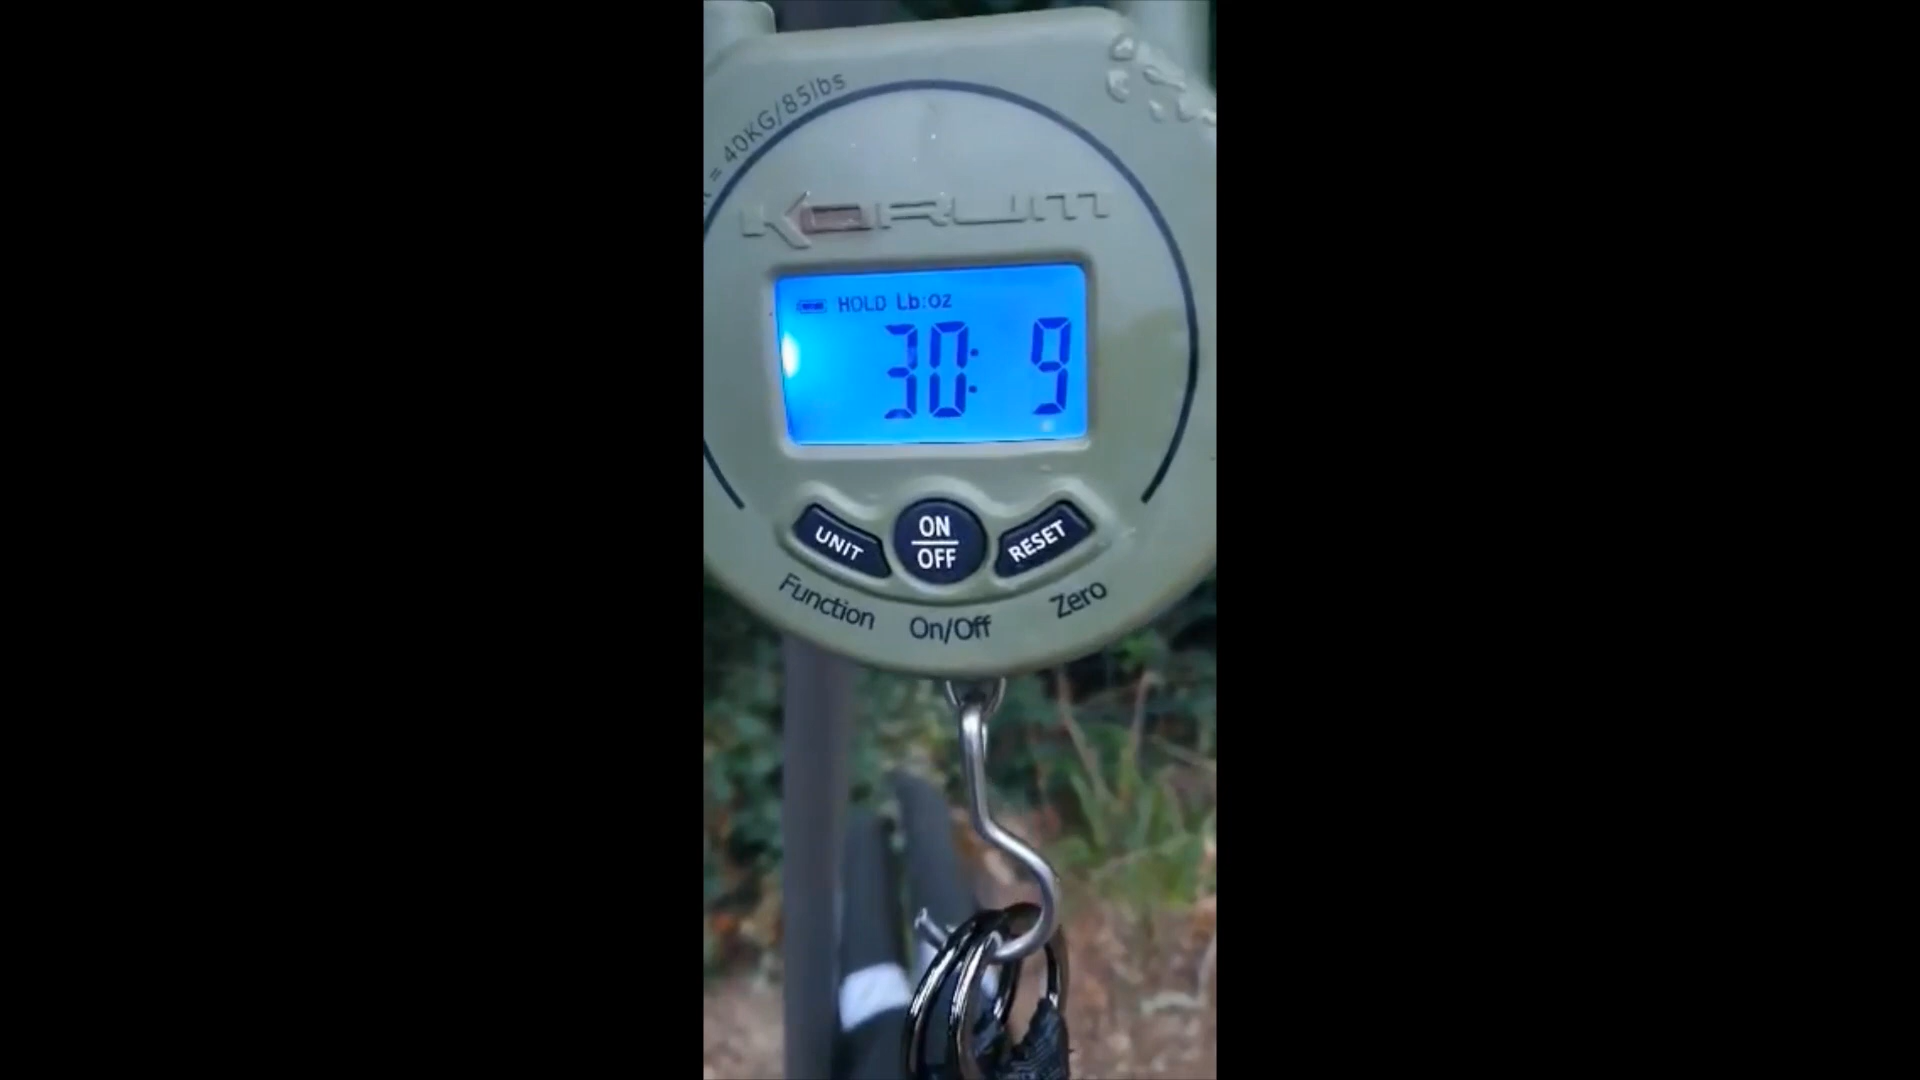 = 40KG/85lbs
KORUM
HOLD Lb:oz
30: 9
UNIT
ON
OFF
RESET
Function
On/Off
Zero